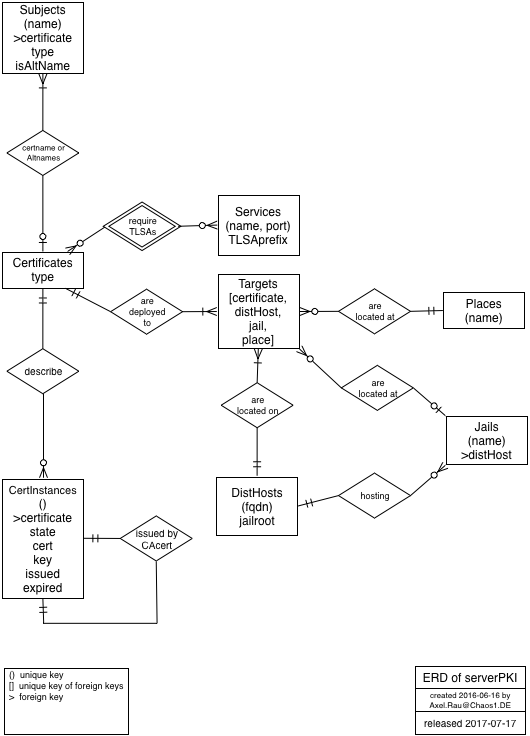 Subjects
(name)
>certificate
type
isAltName
certname or
Altnames
require
TLSAs
Services
(name, port)
TLSAprefix
Certificates
type
are
deployed
to
Targets
[certificate,
distHost,
jail,
place]
are
located at
Places
(name)
describe
are
located at
are
located on
Jails
(name)
>distHost
CertInstances
()
>certificate
state
cert
key
issued
expired
issued by
CAcert
DistHosts
(fqdn)
jailroot
hosting
() unique key
[] unique key of foreign keys
> foreign key
ERD of serverPKI
created 2016-06-16 by
Axel.Rau@Chaos1.DE
released 2017-07-17